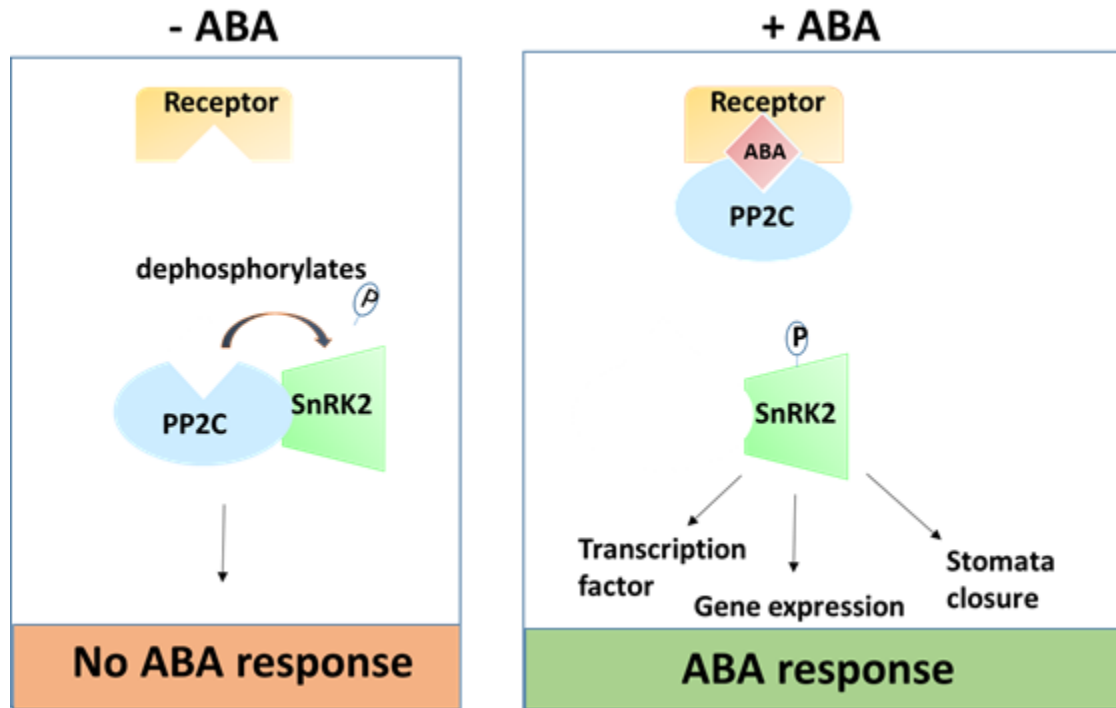 - ABA
Receptor
dephosphorylates
P
PP2C
SnRK2
No ABA response
+ ABA
Receptor
ABA
PP2C
P
SnRK2
Transcription
factor
Gene expression
Stomata
closure
ABA response